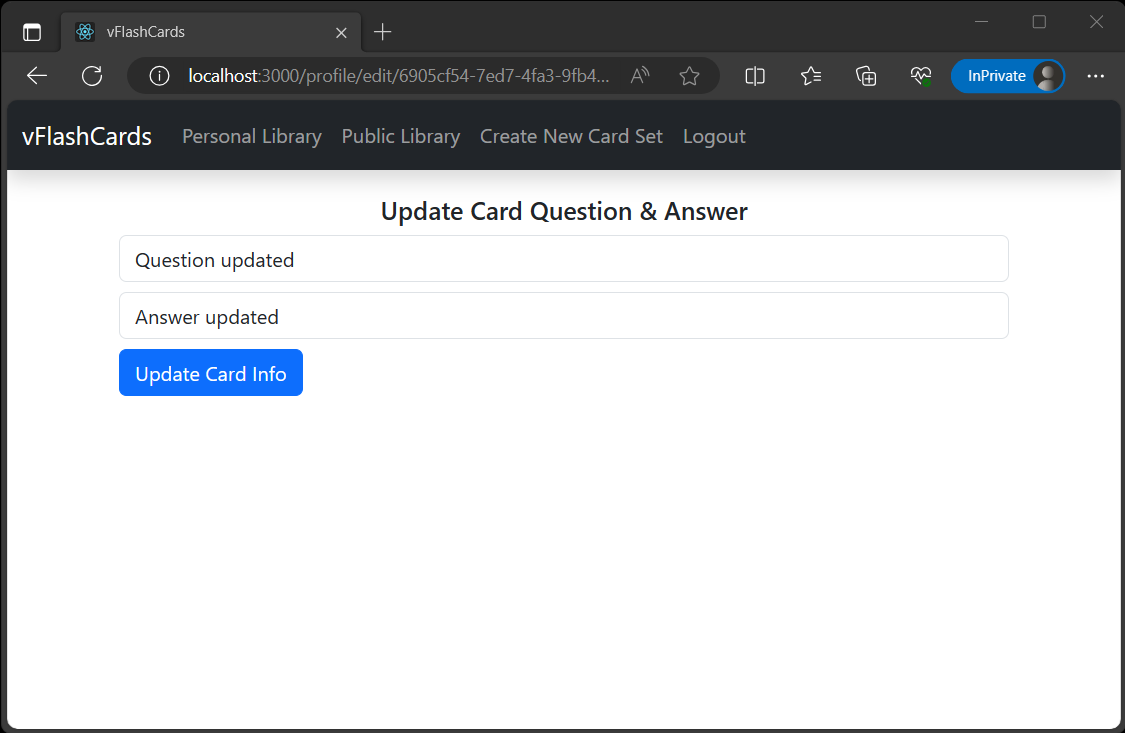 vFlashCards
localhost:3000/profile/edit/6905cf54-7ed7-4fa3-9fb4...
InPrivate
vFlashCards Personal Library Public Library Create New Card Set Logout
Update Card Question & Answer
Question updated
Answer updated
Update Card Info